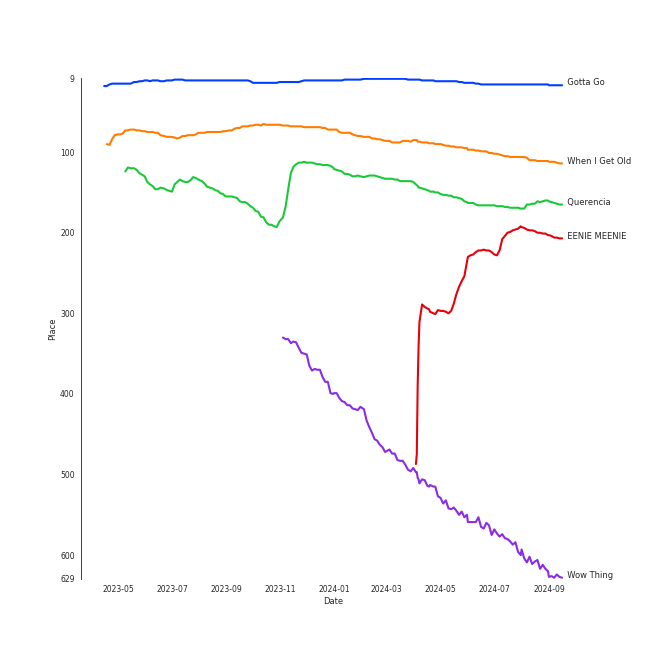 9
Gotta Go
100
When I Get Old
200
Querencia
EENIE MEENIE
300
Place
400
500
600
629
Wow Thing
2023-05 2023-07 2023-09 2023-11 2024-01 2024-03 2024-05 2024-07 2024-09
Date